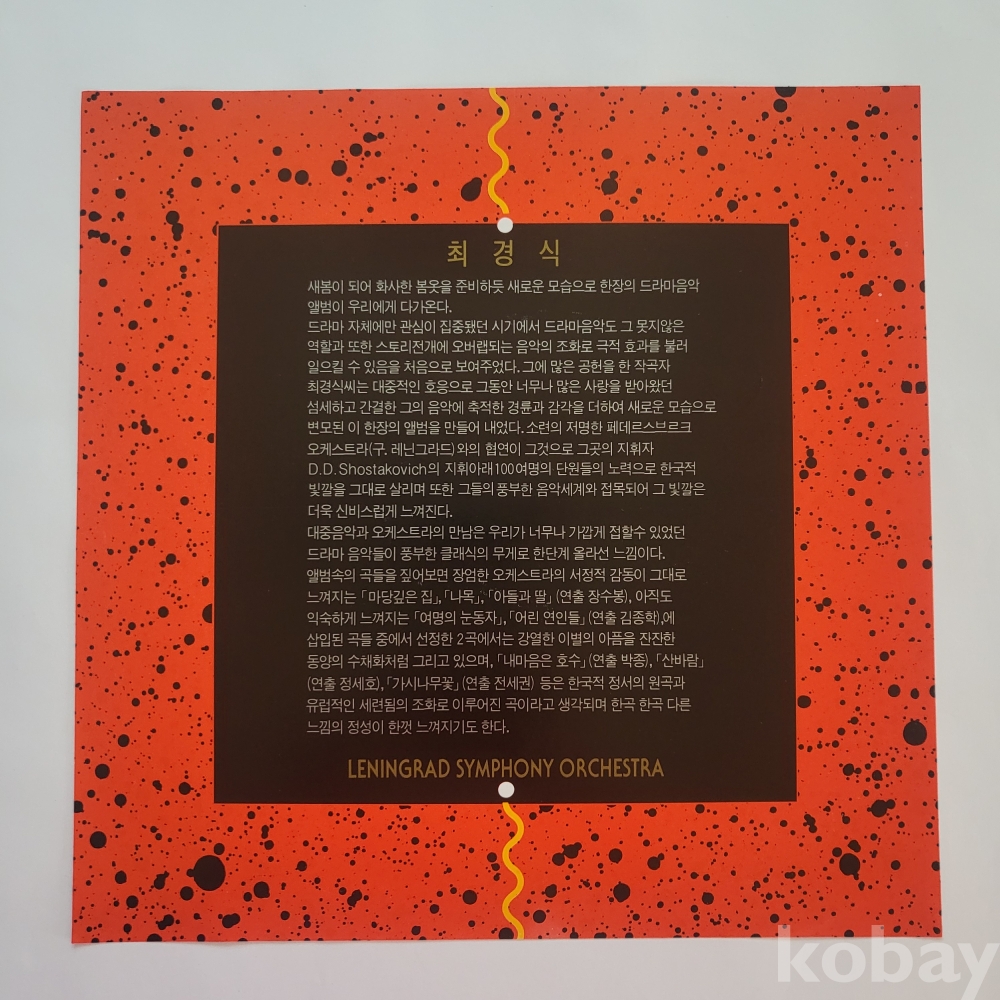 최 경 식
새봄이 되어 화사한 봄옷을 준비하듯 새로운 모습으로 한장의 드라마음악
앨범이 우리에게 다가온다.
드라마 자체에만 관심이 집중됐던 시기에서 드라마음악도 그 못지않은
역할과 또한 스토리전개에 오버랩되는 음악의 조화로 극적 효과를 불러
일으킬 수 있음을 처음으로 보여주었다. 그에 많은 공헌을 한 작곡자
최경식씨는 대중적인 호응으로 그동안 너무나 많은 사랑을 받아왔던
섬세하고 간결한 그의 음악에 축적한 경륜과 감각을 더하여 새로운 모습으로
변모된 이 한장의 앨범을 만들어 내었다. 소련의 저명한 페데르스브르크
오케스트라(구. 레닌그라드)와의 협연이 그것으로 그곳의 지휘자
D.D.Shostakovich의 지휘아래 100여명의 단원들의 노력으로 한국적
빛깔을 그대로 살리며 또한 그들의 풍부한 음악세계와 접목되어 그 빛깔은
더욱 신비스럽게 느껴진다.
대중음악과 오케스트라의 만남은 우리가 너무나 가깝게 접할수 있었던
드라마 음악들이 풍부한 클래식의 무게로 한단계 올라선 느낌이다.
앨범속의 곡들을 짚어보면 장엄한 오케스트라의 서정적 감동이 그대로
느껴지는 「마당깊은 집」, 「나목」, 「아들과 딸」 (연출 장수봉), 아직도
익숙하게 느껴지는 「여명의 눈동자」, 「어린 연인들」 (연출 김종학),에
삽입된 곡들 중에서 선정한 2곡에서는 강열한 이별의 아픔을 잔잔한
동양의 수채화처럼 그리고 있으며, 「내마음은 호수」 (연출 박종), 「산바람」
(연출 정세호), 「가시나무꽃」 (연출 전세권) 등은 한국적 정서의 원곡과
유럽적인 세련됨의 조화로 이루어진 곡이라고 생각되며 한곡 한곡 다른
느낌의 정성이 한껏 느껴지기도 한다.
LENINGRAD SYMPHONY ORCHESTRA
kobay